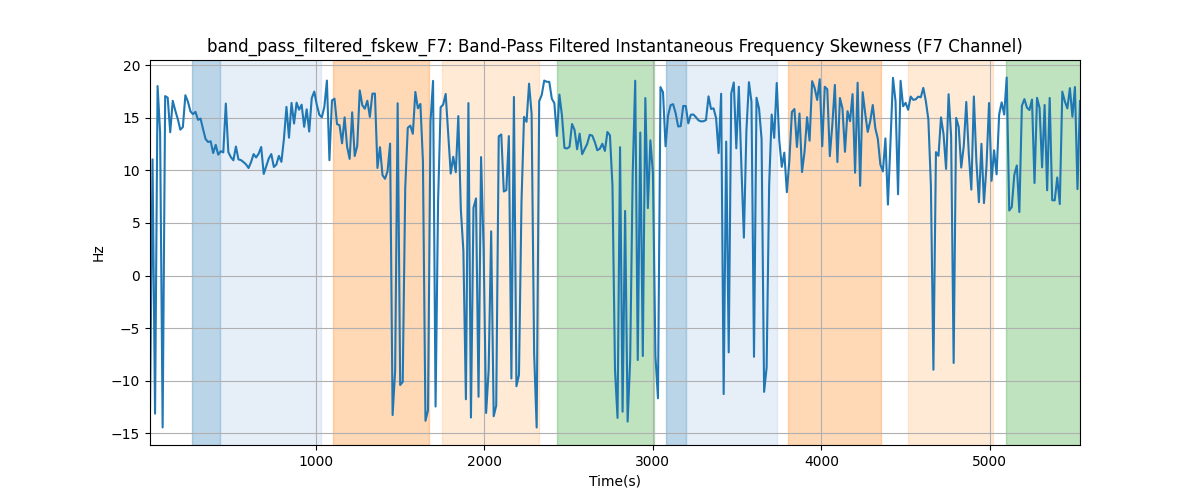 band_pass_filtered_fskew_F7: Band-Pass Filtered Instantaneous Frequency Skewness (F7 Channel)
20
15
10
5
0
−5
−10
−15
Hz
1000 2000 3000 4000 5000
Time(s)